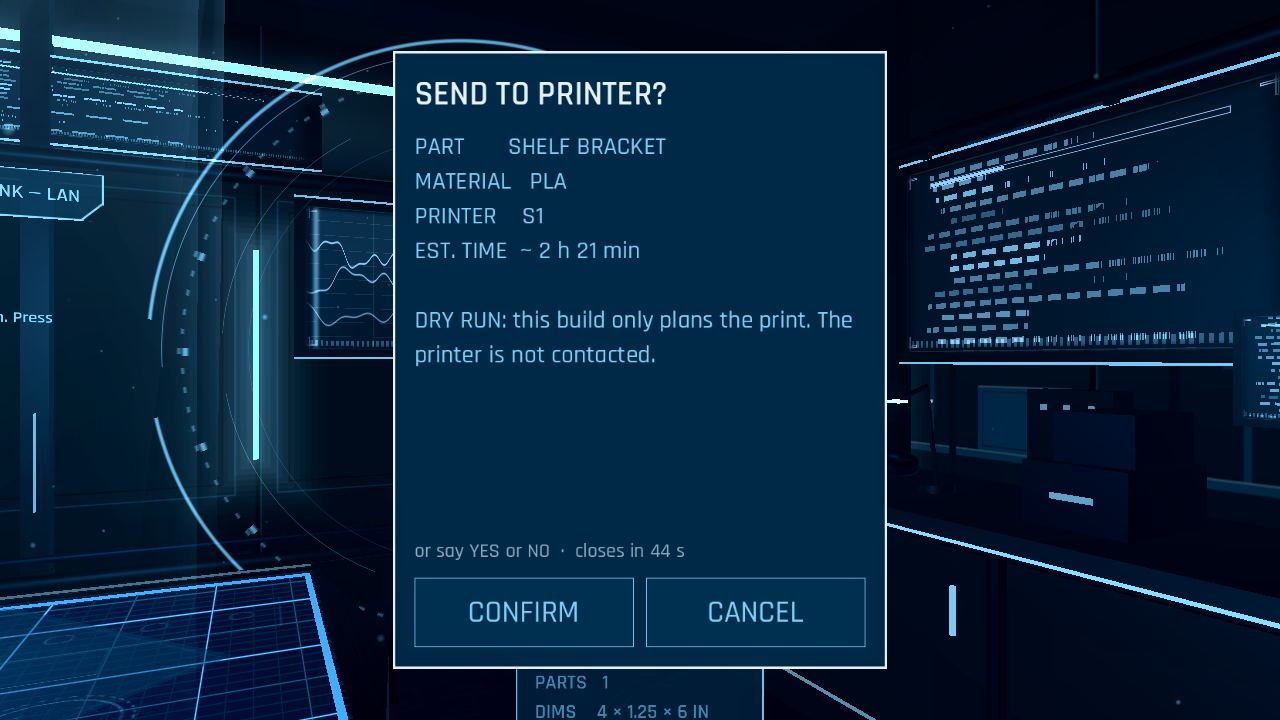 SEND TO PRINTER?
PART SHELF BRACKET
MATERIAL PLA
PRINTER S1
EST. TIME ~ 2 h 21 min
DRY RUN: this build only plans the print. The
printer is not contacted.
or say YES or NO · closes in 44 s
CONFIRM CANCEL
NK — LAN
. Press
PARTS 1
DIMS 4 × 1.25 × 6 IN